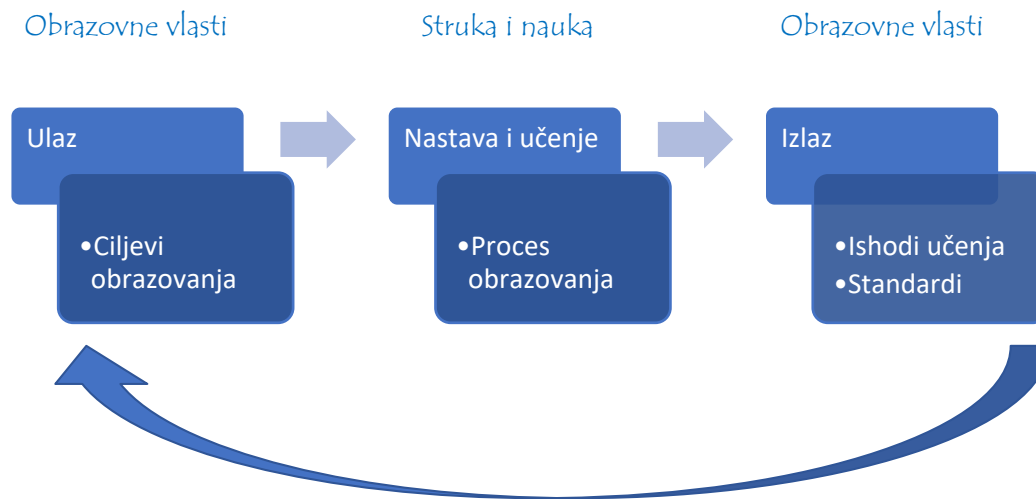 Obrazovne vlasti
Struka i nauka
Obrazovne vlasti
Ulaz
•Ciljevi
obrazovanja
Nastava i učenje
•Proces
obrazovanja
Izlaz
•Ishodi učenja
•Standardi